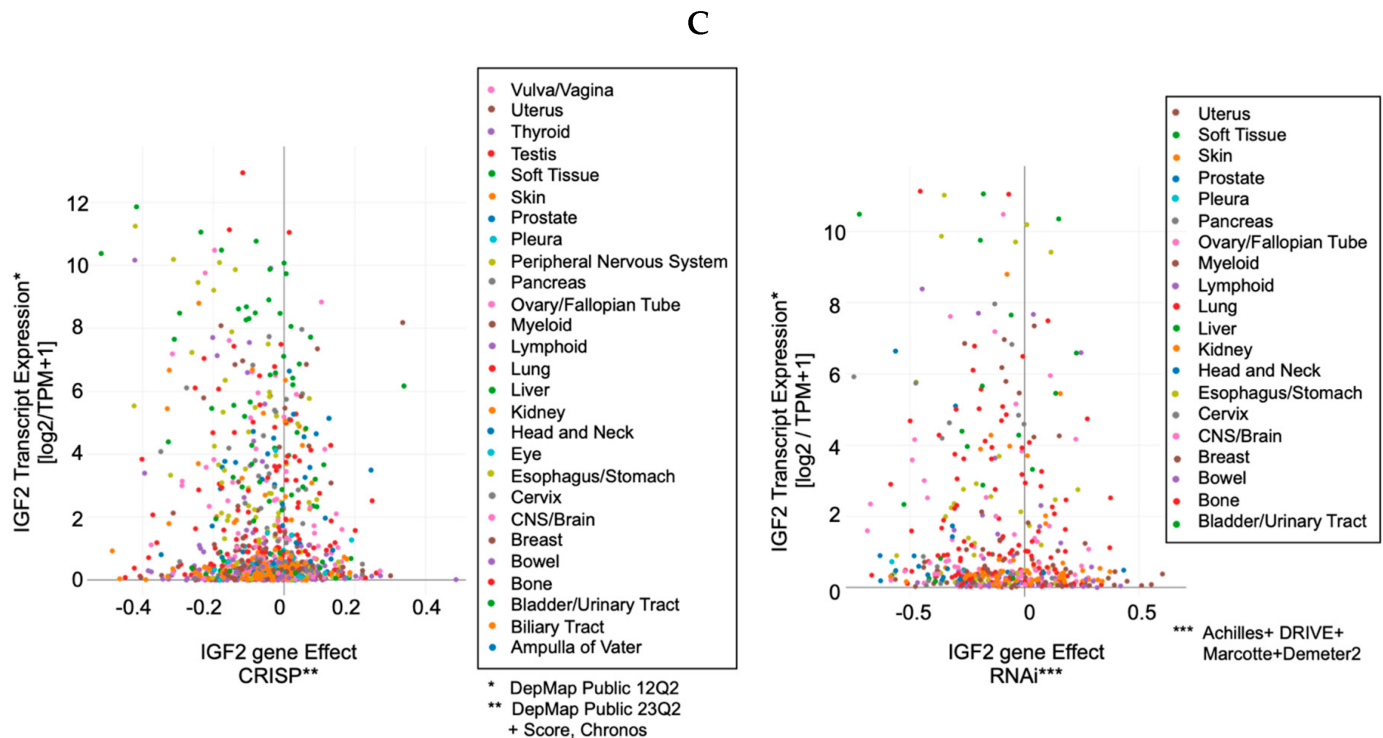 C
IGF2 Transcript Expression*
[log2/TPM+1]
12
10
8
6
4
2
0
-0.4
-0.2
0
0.2
0.4
IGF2 gene Effect
CRISP**
Vulva/Vagina
Uterus
Thyroid
Testis
Soft Tissue
Skin
Prostate
Pleura
Peripheral Nervous System
Pancreas
Ovary/Fallopian Tube
Myeloid
Lymphoid
Lung
Liver
Kidney
Head and Neck
Eye
Esophagus/Stomach
Cervix
CNS/Brain
Breast
Bowel
Bone
Bladder/Urinary Tract
Biliary Tract
Ampulla of Vater
* DepMap Public 12Q2
** DepMap Public 23Q2
+ Score, Chronos
IGF2 Transcript Expression*
[log2 / TPM+1]
10
8
6
4
2
0
-0.5
0
0.5
IGF2 gene Effect
RNAi***
Uterus
Soft Tissue
Skin
Prostate
Pleura
Pancreas
Ovary/Fallopian Tube
Myeloid
Lymphoid
Lung
Liver
Kidney
Head and Neck
Esophagus/Stomach
Cervix
CNS/Brain
Breast
Bowel
Bone
Bladder/Urinary Tract
*** Achilles+ DRIVE+
Marcotte+Demeter2